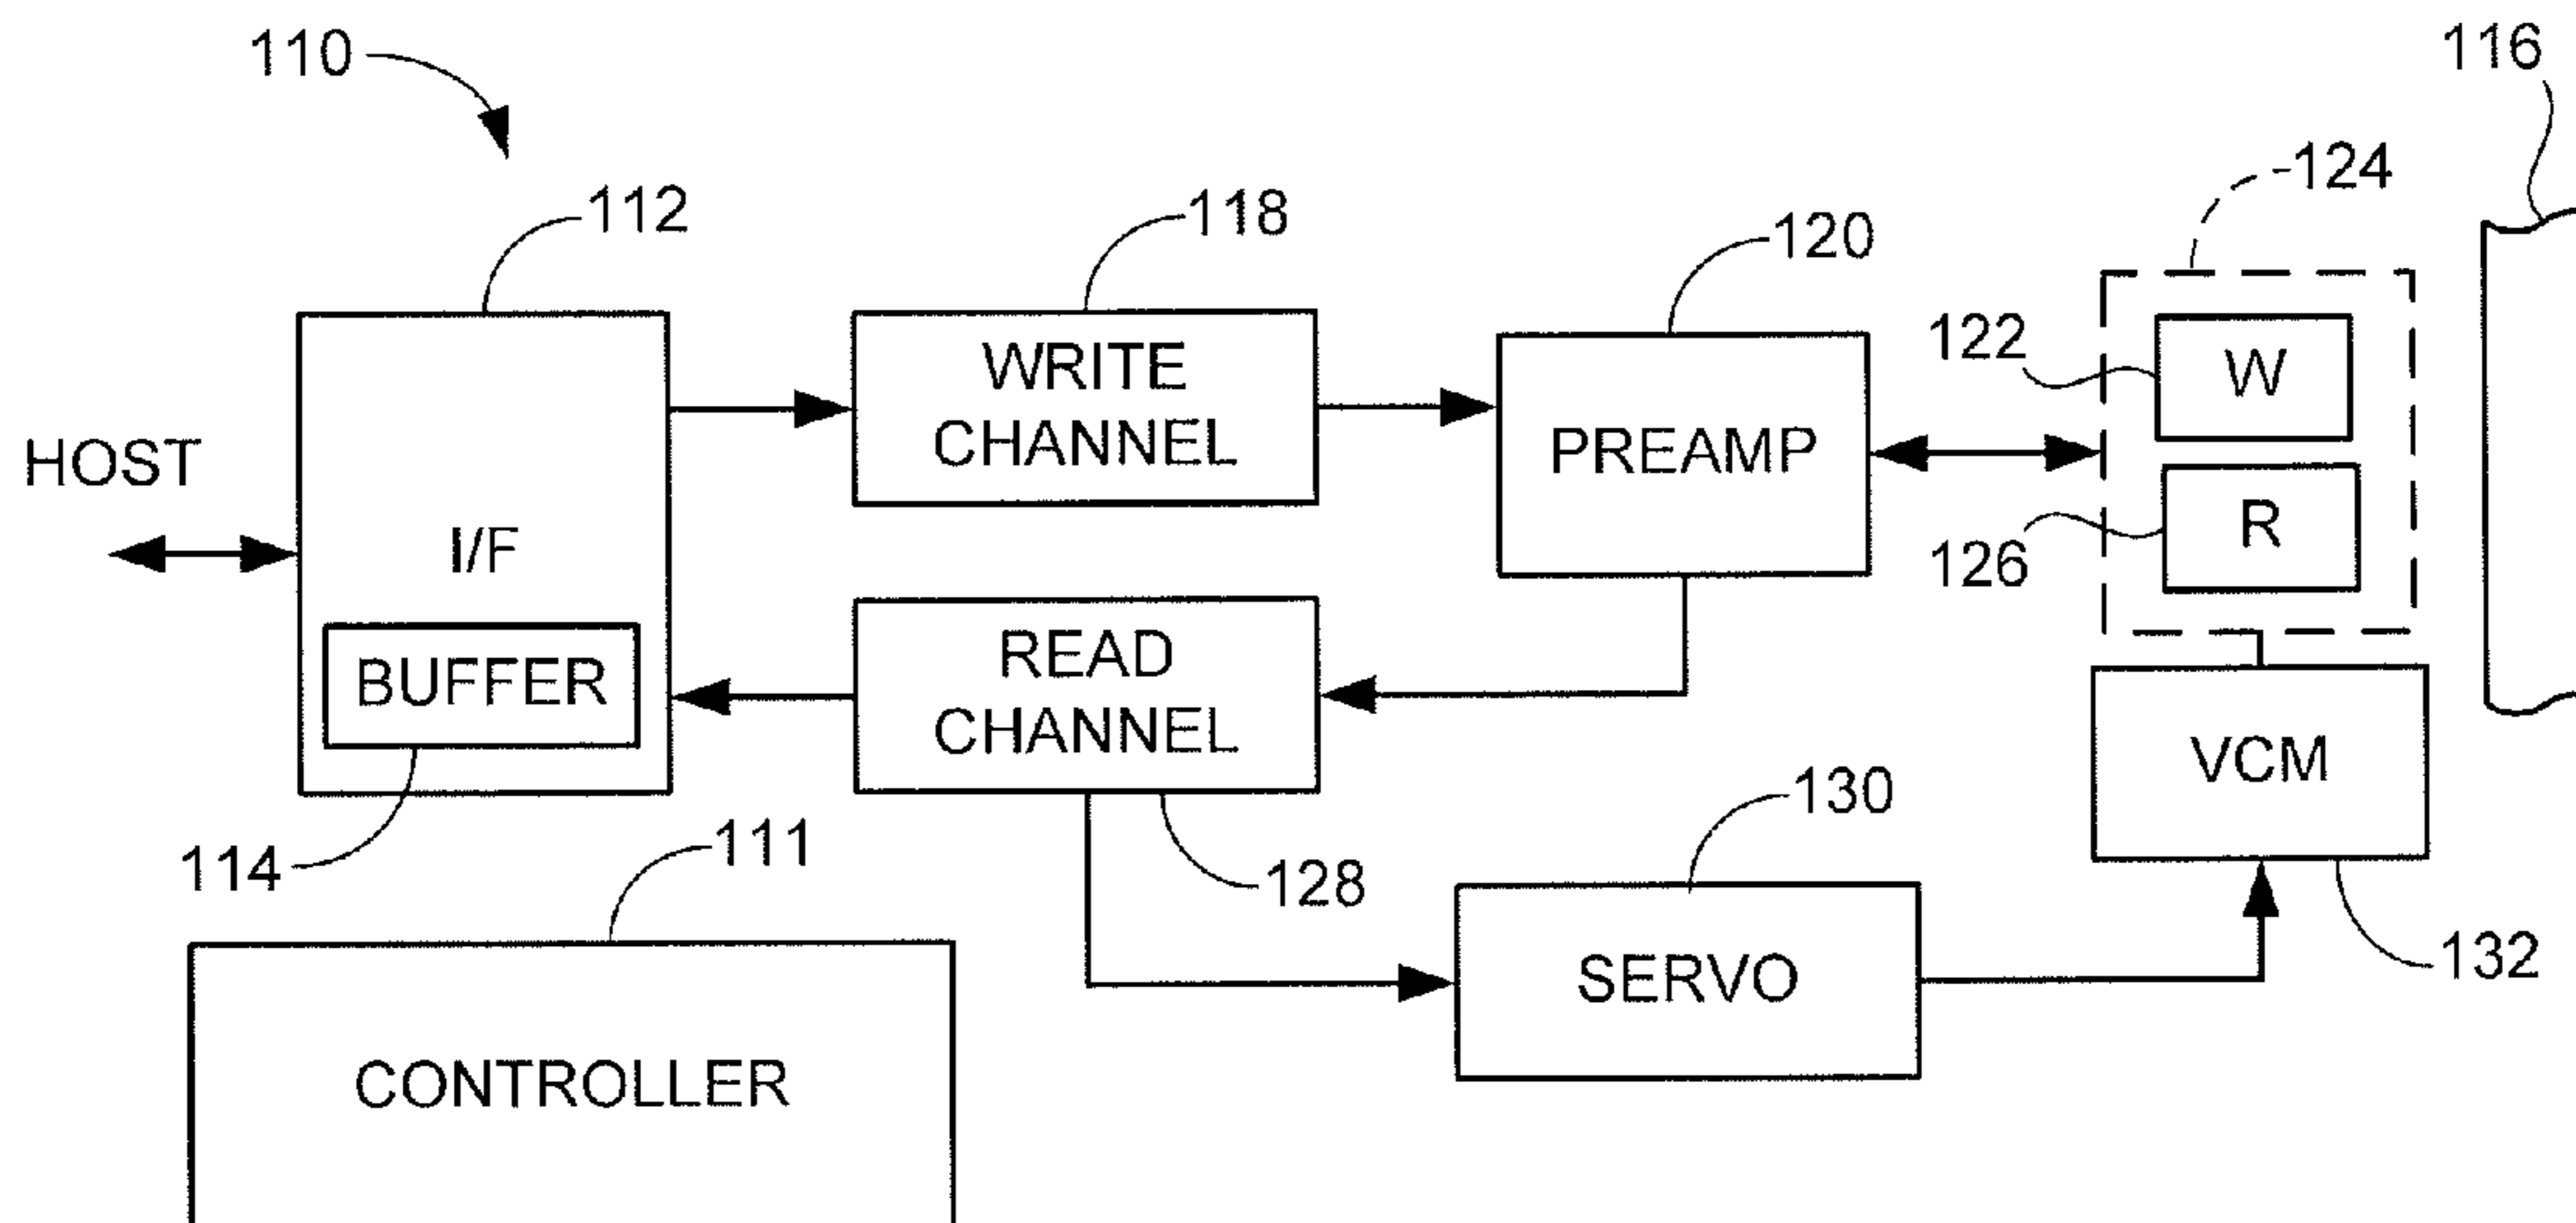 110
116
124
112
118
120
122
W
HOST
WRITE
CHANNEL
PREAMP
I/F
R
126
BUFFER
READ
CHANNEL
VCM
130
114
111
128
132
SERVO
CONTROLLER